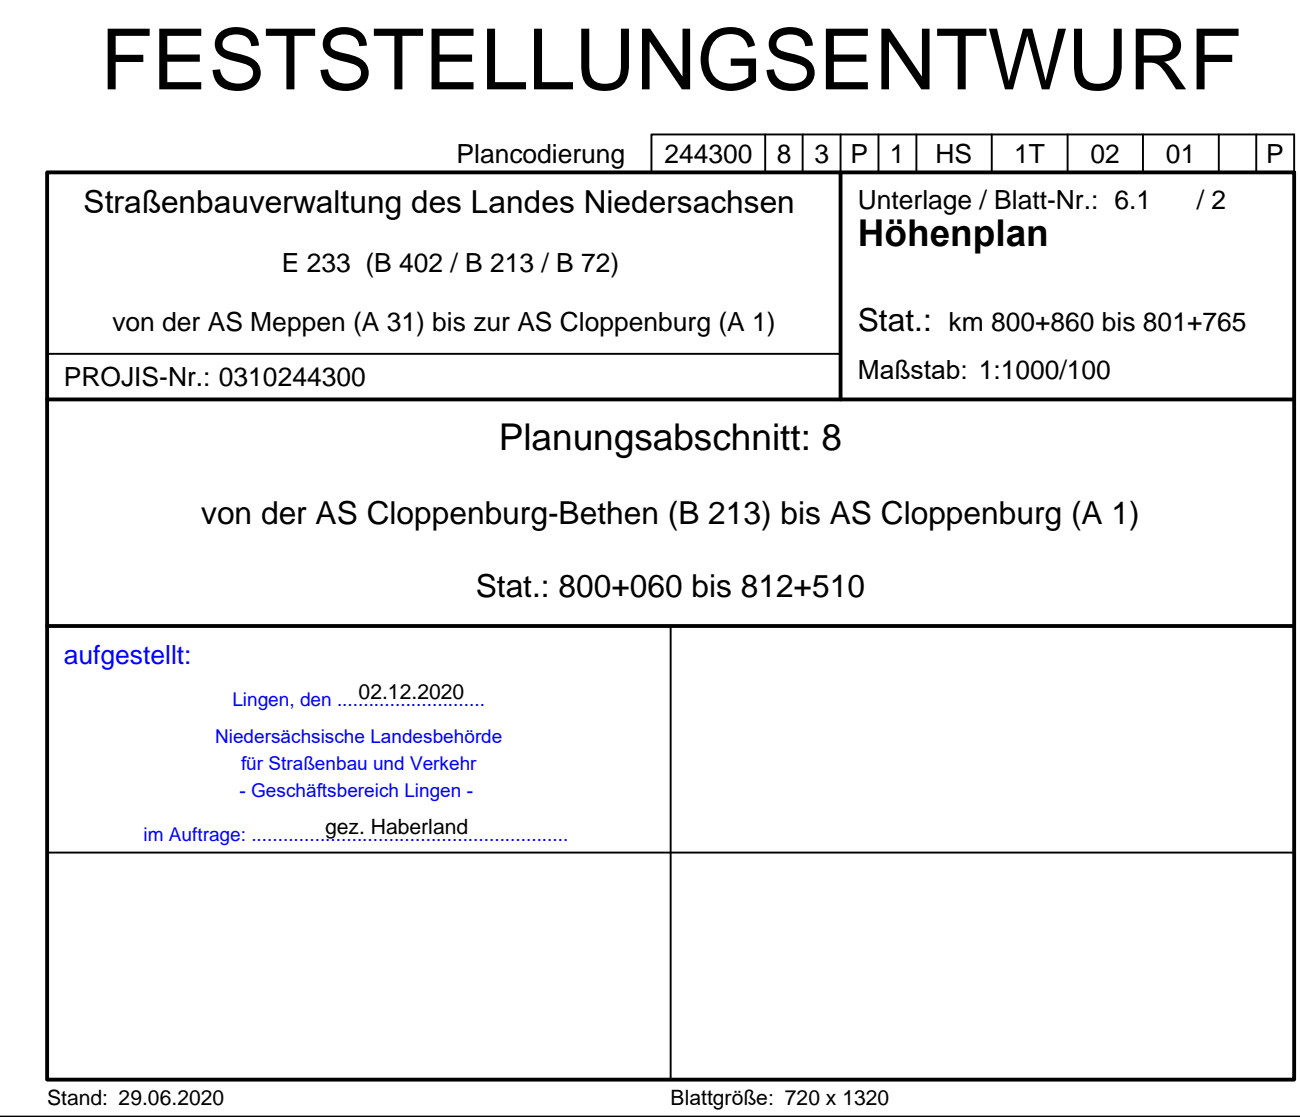 FESTSTELLUNGSENTWURF
Plancodierung 244300 8 3 P 1 HS 1T 02 01 P
Straßenbauverwaltung des Landes Niedersachsen
E 233 (B 402 / B 213 / B 72)
von der AS Meppen (A 31) bis zur AS Cloppenburg (A 1)
PROJIS-Nr.: 0310244300
Unterlage / Blatt-Nr.: 6.1 / 2
Höhenplan
Stat.: km 800+860 bis 801+765
Maßstab: 1:1000/100
Planungsabschnitt: 8
von der AS Cloppenburg-Bethen (B 213) bis AS Cloppenburg (A 1)
Stat.: 800+060 bis 812+510
aufgestellt:
Lingen, den 02.12.2020
Niedersächsische Landesbehörde
für Straßenbau und Verkehr
- Geschäftsbereich Lingen -
im Auftrage: gez. Haberland
Stand: 29.06.2020
Blattgröße: 720 x 1320